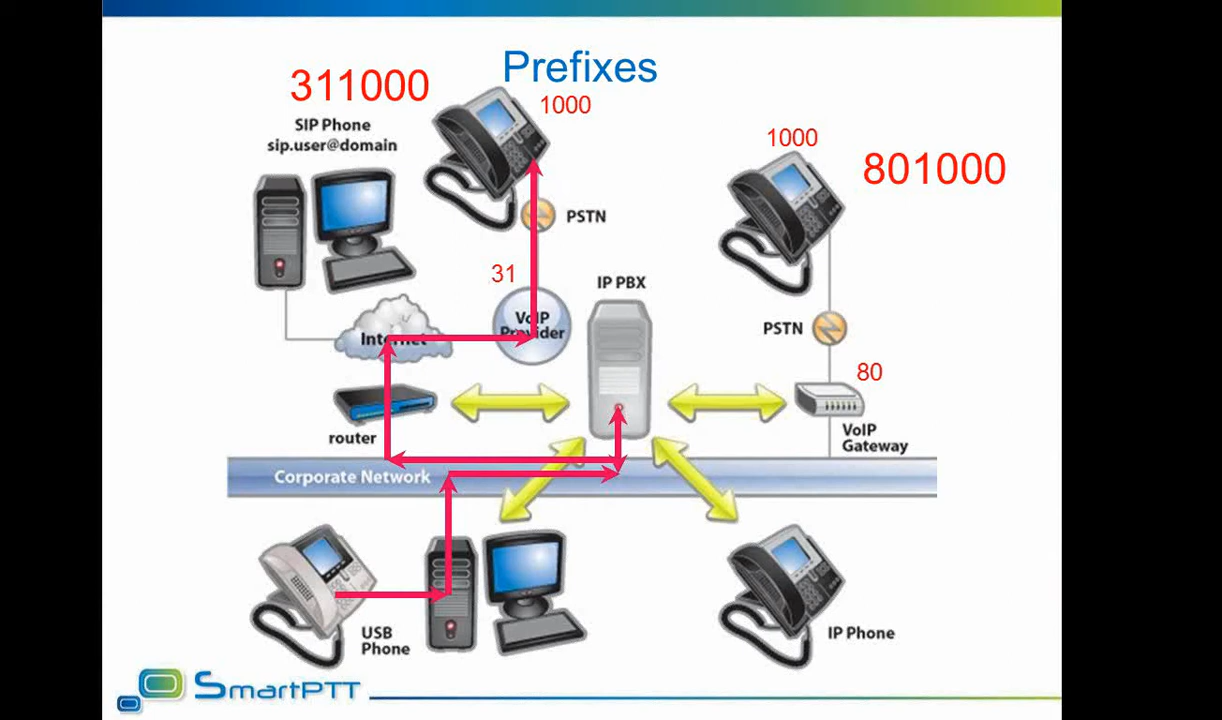 Prefixes
311000
1000
SIP Phone
sip.user@domain
1000
801000
PSTN
31
IP PBX
VoIP
Provider
Internet
PSTN
80
router
VoIP
Gateway
Corporate Network
USB
Phone
IP Phone
SmartPTT